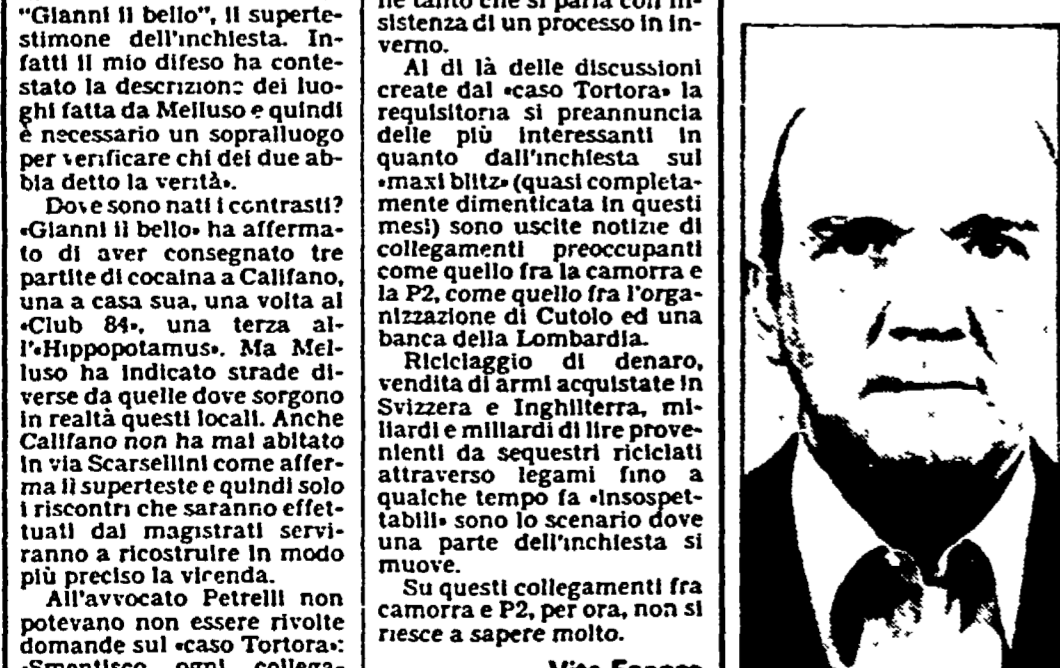 "Gianni il bello", il superte-
stimone dell'inchiesta. In-
fatti il mio difeso ha conte-
stato la descrizione dei luo-
ghi fatta da Melluso e quindi
è necessario un sopralluogo
per verificare chi dei due ab-
bia detto la verità».
Dove sono nati i contrasti?
«Gianni il bello» ha afferma-
to di aver consegnato tre
partite di cocaina a Califano,
una a casa sua, una volta al
«Club 84», una terza al-
l'«Hippopotamus». Ma Mel-
luso ha indicato strade di-
verse da quelle dove sorgono
in realtà questi locali. Anche
Califano non ha mai abitato
in via Scarsellini come affer-
ma il superteste e quindi solo
i riscontri che saranno effet-
tuati dai magistrati servi-
ranno a ricostruire in modo
più preciso la vicenda.
All'avvocato Petrelli non
potevano non essere rivolte
domande sul «caso Tortora»:
«Smentisco ogni collega-
ne tanto che si parla con in-
sistenza di un processo in in-
verno.
Al di là delle discussioni
create dal «caso Tortora» la
requisitoria si preannuncia
delle più interessanti in
quanto dall'inchiesta sul
«maxi blitz» (quasi completa-
mente dimenticata in questi
mesi) sono uscite notizie di
collegamenti preoccupanti
come quello fra la camorra e
la P2, come quello fra l'orga-
nizzazione di Cutolo ed una
banca della Lombardia.
Riciclaggio di denaro,
vendita di armi acquistate in
Svizzera e Inghilterra, mi-
liardi e miliardi di lire prove-
nienti da sequestri riciclati
attraverso legami fino a
qualche tempo fa «insospet-
tabili» sono lo scenario dove
una parte dell'inchiesta si
muove.
Su questi collegamenti fra
camorra e P2, per ora, non si
riesce a sapere molto.
Vito Faenza